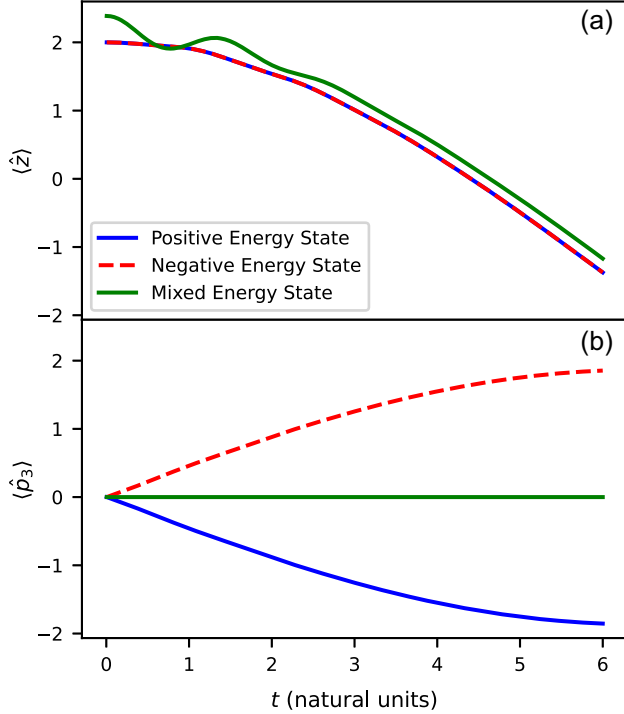 (a)
2
1
0
−1
−2
⟨ẑ⟩
Positive Energy State
Negative Energy State
Mixed Energy State
(b)
2
1
0
−1
−2
⟨p̂₃⟩
0 1 2 3 4 5 6
t (natural units)